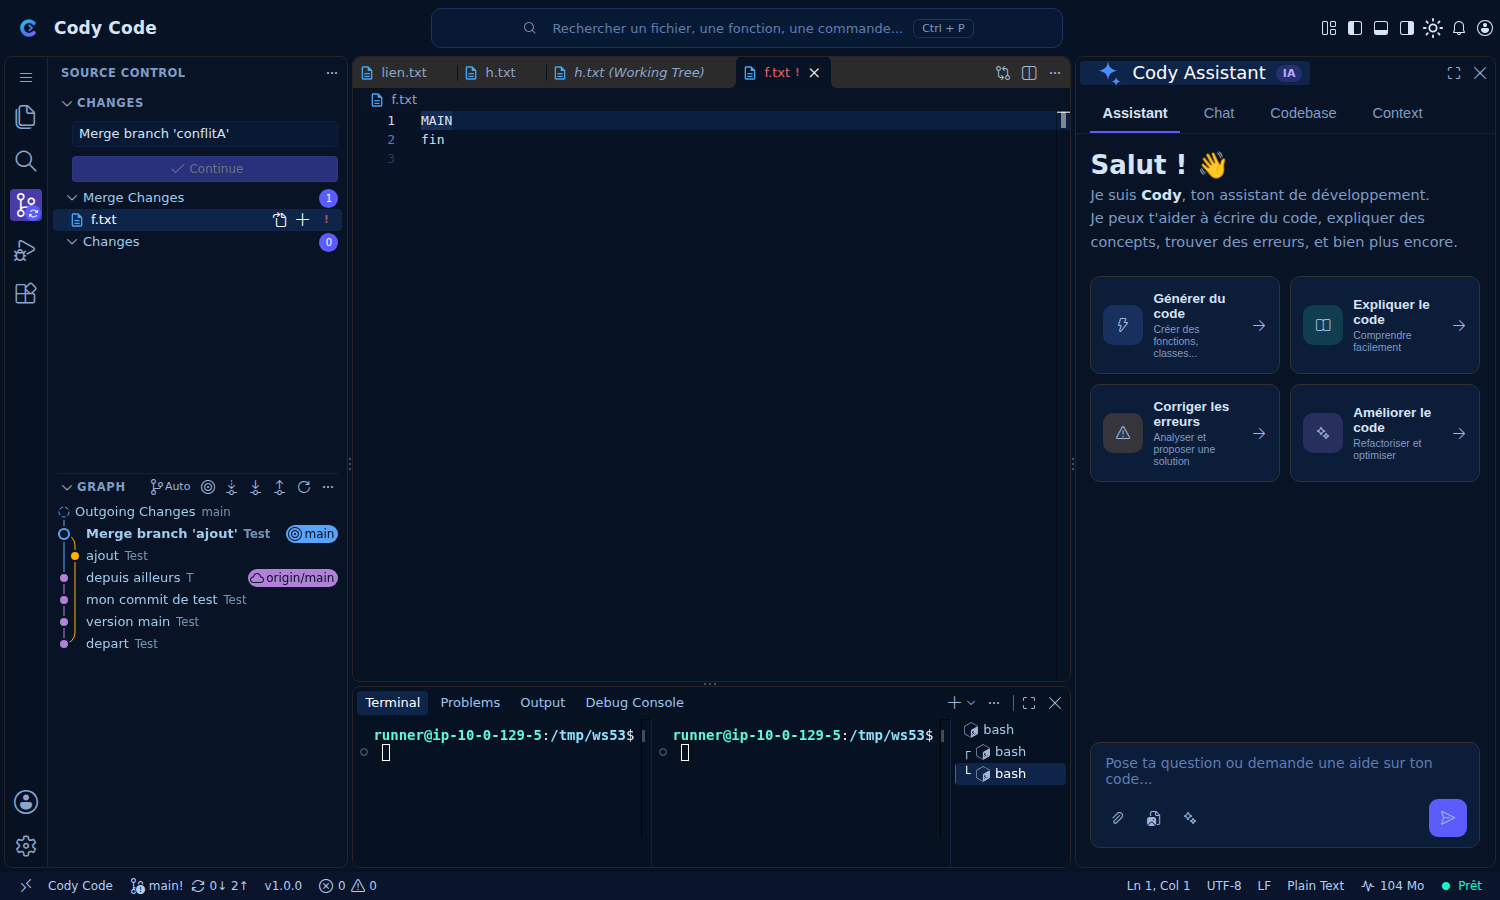 Cody Code
Rechercher un fichier, une fonction, une commande... Ctrl + P
SOURCE CONTROL
CHANGES
Merge branch 'conflitA'
Continue
Merge Changes 1
f.txt !
Changes 0
GRAPH Auto
Outgoing Changes main
Merge branch 'ajout' Test main
ajout Test
depuis ailleurs T origin/main
mon commit de test Test
version main Test
depart Test
lien.txt h.txt h.txt (Working Tree) f.txt !
f.txt
1 MAIN
2 fin
3
Terminal Problems Output Debug Console
runner@ip-10-0-129-5:/tmp/ws53$
runner@ip-10-0-129-5:/tmp/ws53$
bash
bash
bash
Cody Assistant IA
Assistant Chat Codebase Context
Salut ! 👋
Je suis Cody, ton assistant de développement.
Je peux t'aider à écrire du code, expliquer des
concepts, trouver des erreurs, et bien plus encore.
Générer du
code
Créer des
fonctions,
classes...
Expliquer le
code
Comprendre
facilement
Corriger les
erreurs
Analyser et
proposer une
solution
Améliorer le
code
Refactoriser et
optimiser
Pose ta question ou demande une aide sur ton
code...
Cody Code main! 0↓ 2↑ v1.0.0 0 0
Ln 1, Col 1 UTF-8 LF Plain Text 104 Mo Prêt